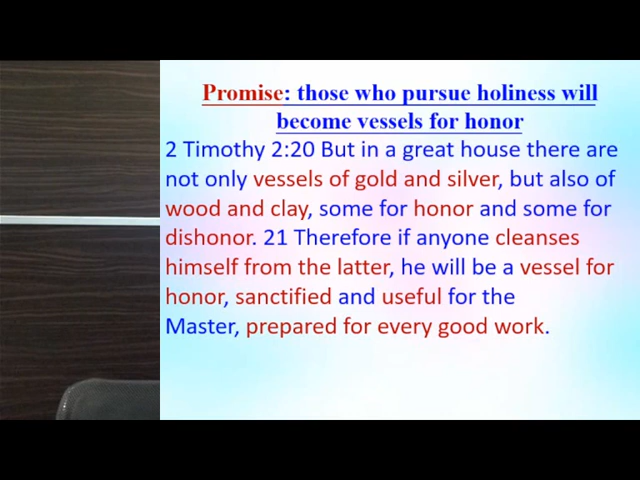 Promise: those who pursue holiness will
become vessels for honor
2 Timothy 2:20 But in a great house there are
not only vessels of gold and silver, but also of
wood and clay, some for honor and some for
dishonor. 21 Therefore if anyone cleanses
himself from the latter, he will be a vessel for
honor, sanctified and useful for the
Master, prepared for every good work.